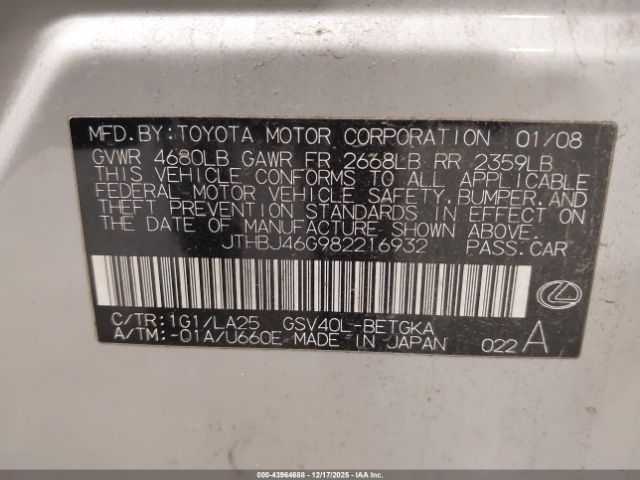 MFD.BY:TOYOTA MOTOR CORPORATION 01/08
GVWR 4680LB GAWR FR 2668LB RR 2359LB
THIS VEHICLE CONFORMS TO ALL APPLICABLE
FEDERAL MOTOR VEHICLE SAFETY,BUMPER,AND
THEFT PREVENTION STANDARDS IN EFFECT ON
THE DATE OF MANUFACTURE SHOWN ABOVE.
JTHBJ46G982216932 PASS.CAR
C/TR:1G1/LA25 GSV40L-BETGKA
A/TM:-01A/U660E MADE IN JAPAN 022 A
000-43964688 - 12/17/2025 - IAA Inc.